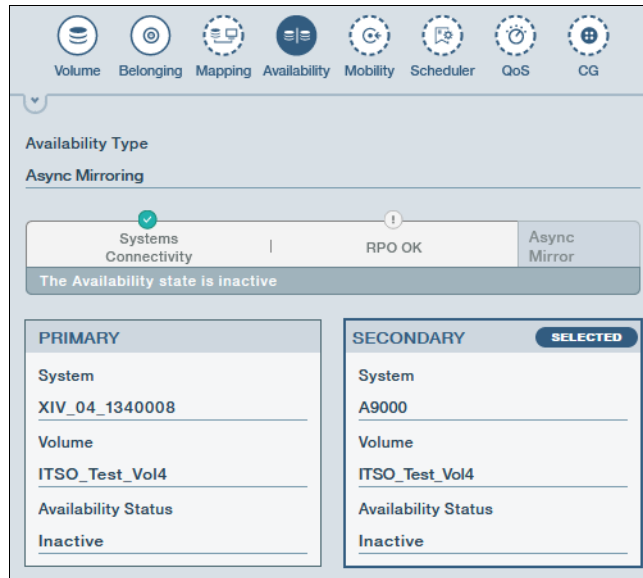 Volume Belonging Mapping Availability Mobility Scheduler QoS CG
Availability Type
Async Mirroring
Systems
Connectivity
|
RPO OK
Async
Mirror
The Availability state is inactive
PRIMARY
System
XIV_04_1340008
Volume
ITSO_Test_Vol4
Availability Status
Inactive
SECONDARY SELECTED
System
A9000
Volume
ITSO_Test_Vol4
Availability Status
Inactive